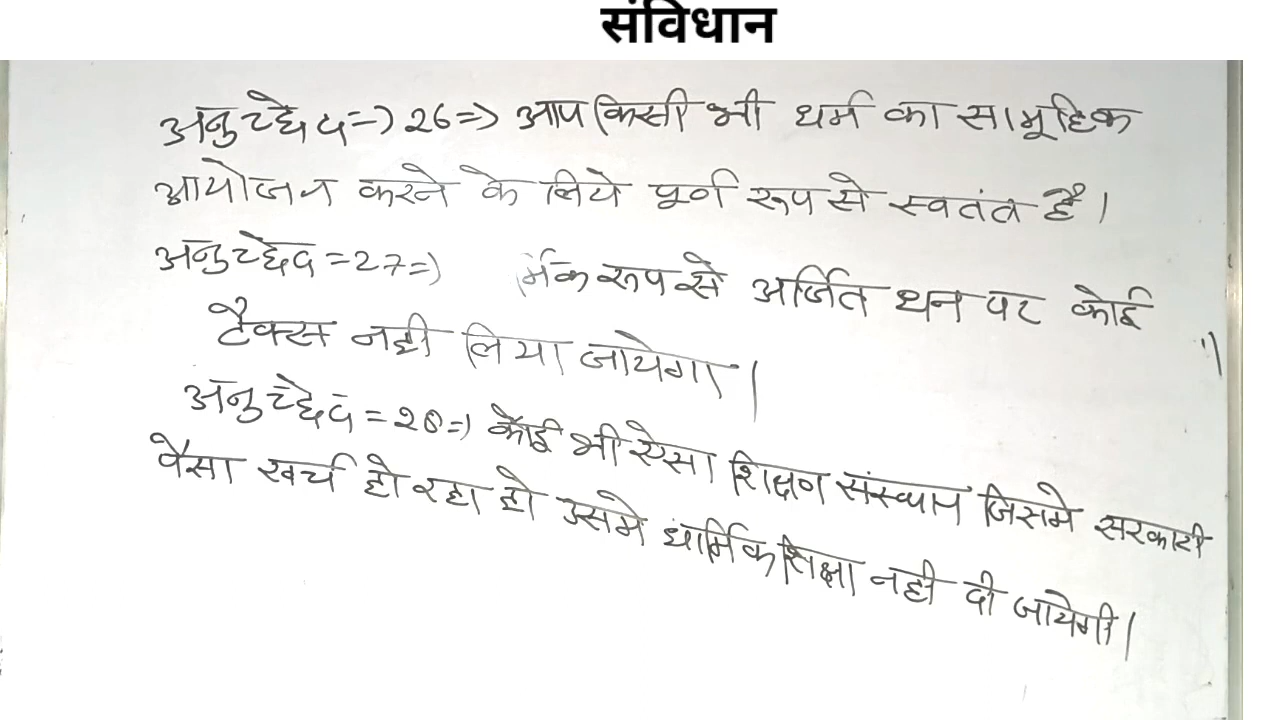 संविधान
अनुच्छेद=>26=> आप किसी भी धर्म का सामूहिक
आयोजन करने के लिये पूर्ण रूप से स्वतंत्र है।
अनुच्छेद=27=> र्मिक रूप से अर्जित धन पर कोई
टैक्स नही लिया जायेगा।
अनुच्छेद=28=> कोई भी ऐसा शिक्षण संस्थान जिसमे सरकारी
पैसा खर्च हो रहा हो उसमे धार्मिक शिक्षा नही दी जायेगी।